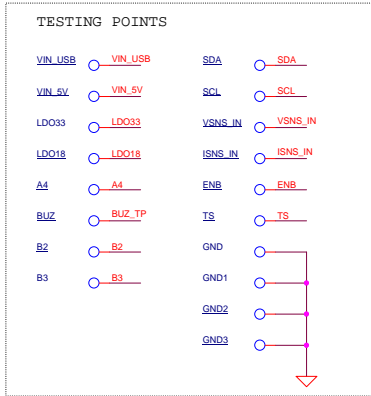 TESTING POINTS
VIN_USB VIN_USB
VIN_5V VIN_5V
LDO33 LDO33
LDO18 LDO18
A4 A4
BUZ BUZ_TP
B2 B2
B3 B3
SDA SDA
SCL SCL
VSNS_IN VSNS_IN
ISNS_IN ISNS_IN
ENB ENB
TS TS
GND
GND1
GND2
GND3